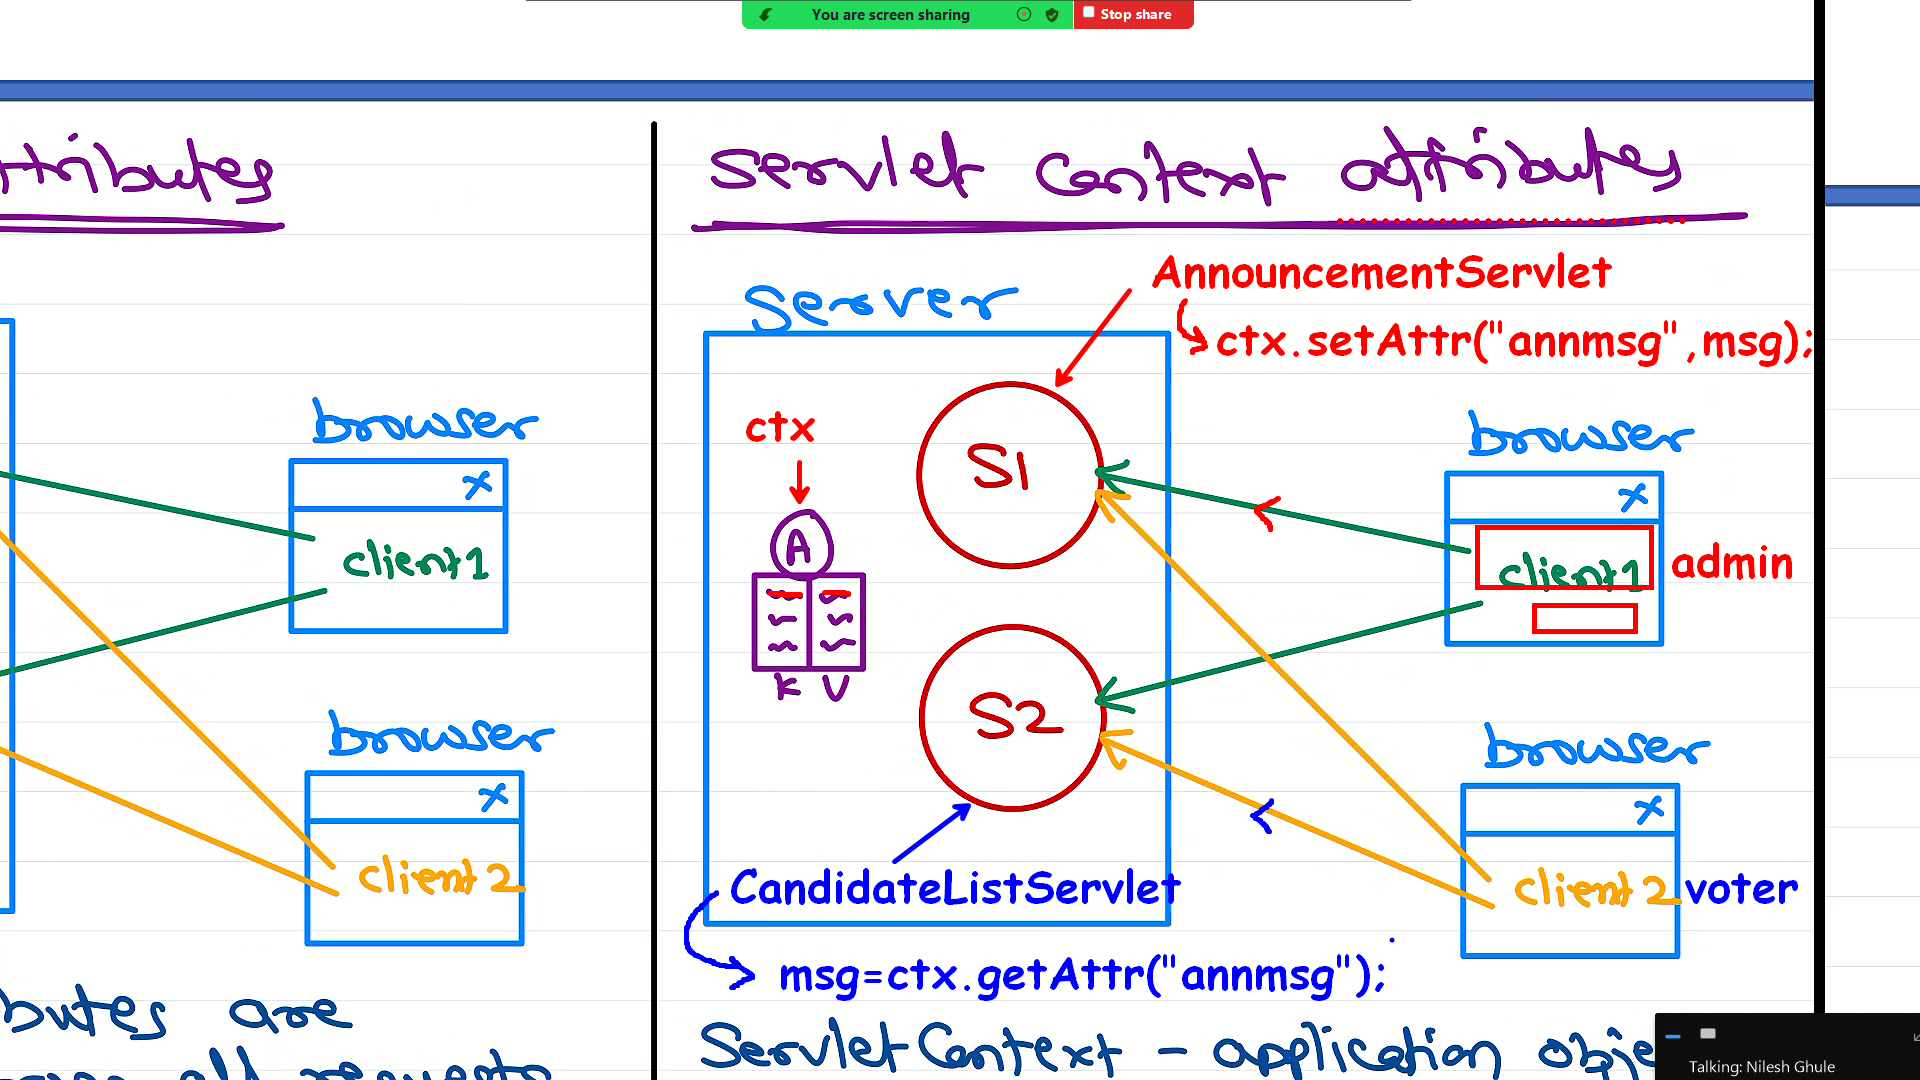 You are screen sharing
Stop share
ttributes
browser
x
client1
browser
x
client2
butes are
all requests
Servlet Context attributes
AnnouncementServlet
ctx.setAttr("annmsg",msg);
Server
ctx
A
K V
S1
S2
CandidateListServlet
msg=ctx.getAttr("annmsg");
browser
x
client1 admin
browser
x
client2 voter
ServletContext - application obje
Talking: Nilesh Ghule